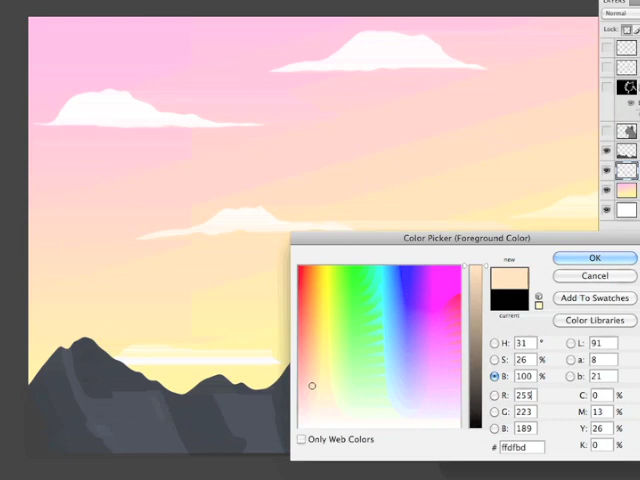 LAYERS
Normal
Lock:
Color Picker (Foreground Color)
new
current
OK
Cancel
Add To Swatches
Color Libraries
H: 31 °
S: 26 %
B: 100 %
R: 255
G: 223
B: 189
# ffdfbd
L: 91
a: 8
b: 21
C: 0 %
M: 13 %
Y: 26 %
K: 0 %
Only Web Colors